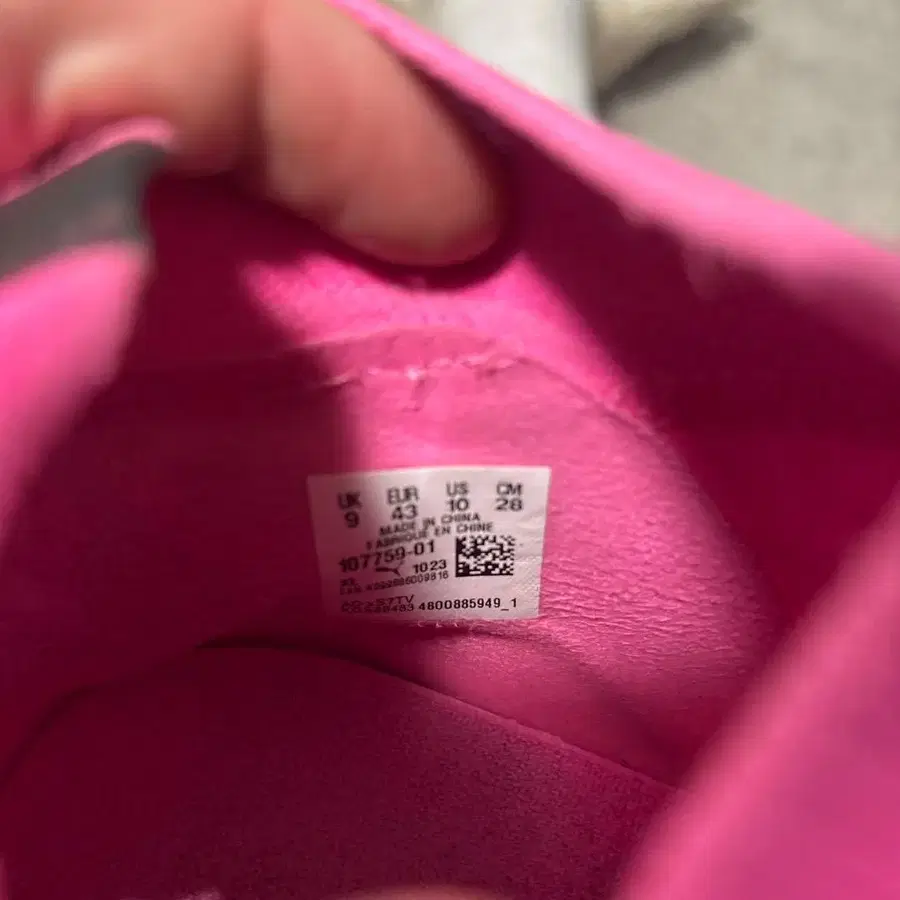 UK EUR US CM
9 43 10 28
MADE IN CHINA
FABRIQUE EN CHINE
107759-01
1023
4800885949_1